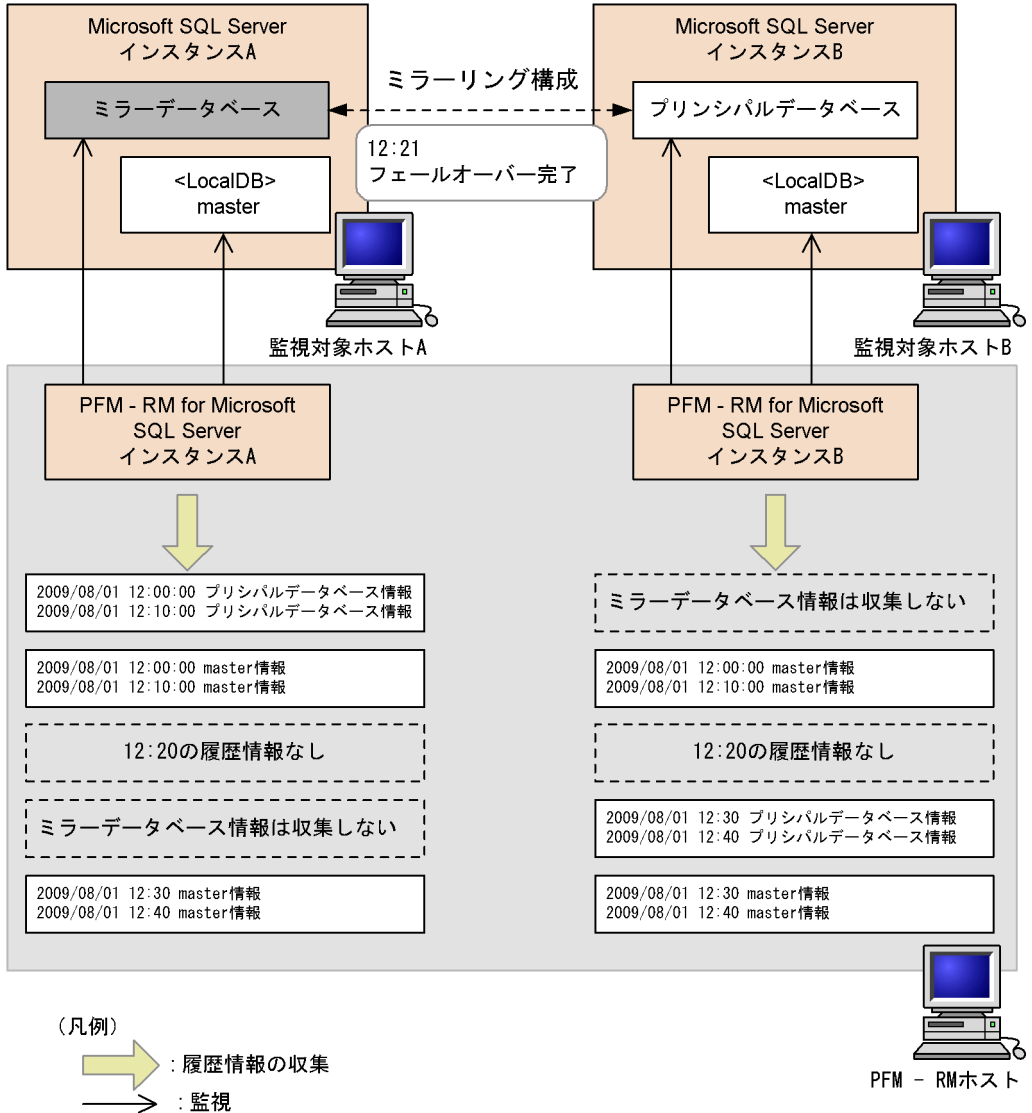 Microsoft SQL Server
インスタンスA
ミラーデータベース
<LocalDB>
master
ミラーリング構成
12:21
フェールオーバー完了
Microsoft SQL Server
インスタンスB
プリンシパルデータベース
<LocalDB>
master
監視対象ホストA
監視対象ホストB
PFM - RM for Microsoft
SQL Server
インスタンスA
PFM - RM for Microsoft
SQL Server
インスタンスB
2009/08/01 12:00:00 プリシパルデータベース情報
2009/08/01 12:10:00 プリシパルデータベース情報
2009/08/01 12:00:00 master情報
2009/08/01 12:10:00 master情報
12:20の履歴情報なし
ミラーデータベース情報は収集しない
2009/08/01 12:30 master情報
2009/08/01 12:40 master情報
ミラーデータベース情報は収集しない
2009/08/01 12:00:00 master情報
2009/08/01 12:10:00 master情報
12:20の履歴情報なし
2009/08/01 12:30 プリシパルデータベース情報
2009/08/01 12:40 プリシパルデータベース情報
2009/08/01 12:30 master情報
2009/08/01 12:40 master情報
PFM - RMホスト
(凡例)
:履歴情報の収集
:監視